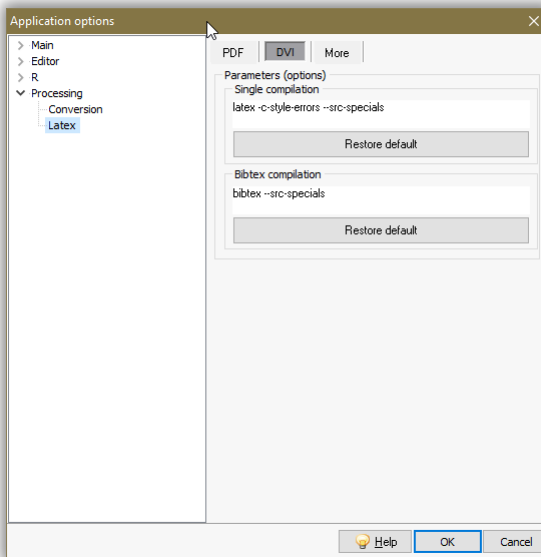 Application options
Main
Editor
R
Processing
Conversion
Latex
PDF DVI More
Parameters (options)
Single compilation
latex -c-style-errors --src-specials
Restore default
Bibtex compilation
bibtex --src-specials
Restore default
Help OK Cancel